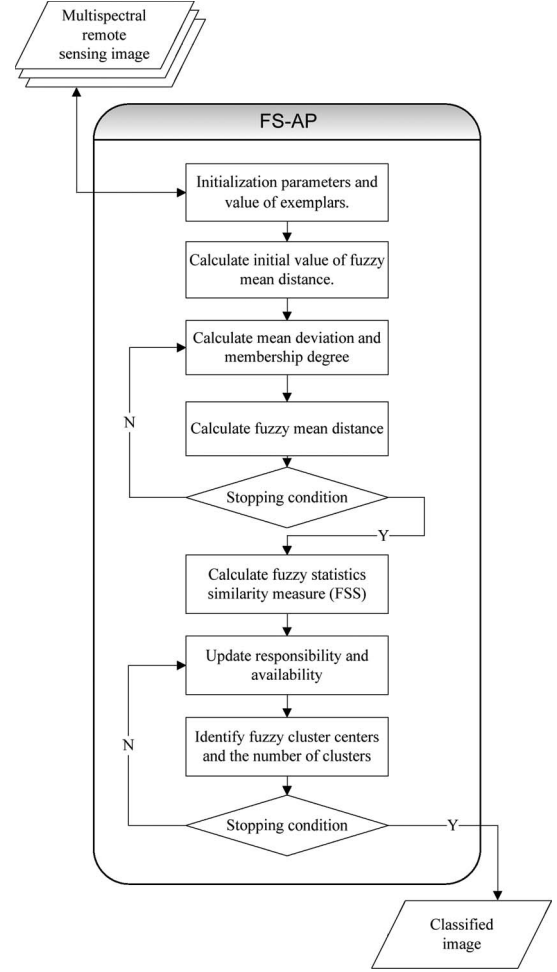 Multispectral
remote
sensing image
FS-AP
Initialization parameters and
value of exemplars.
Calculate initial value of fuzzy
mean distance.
Calculate mean deviation and
membership degree
N
Calculate fuzzy mean distance
Stopping condition
Y
Calculate fuzzy statistics
similarity measure (FSS)
Update responsibility and
availability
N
Identify fuzzy cluster centers
and the number of clusters
Stopping condition
Y
Classified
image